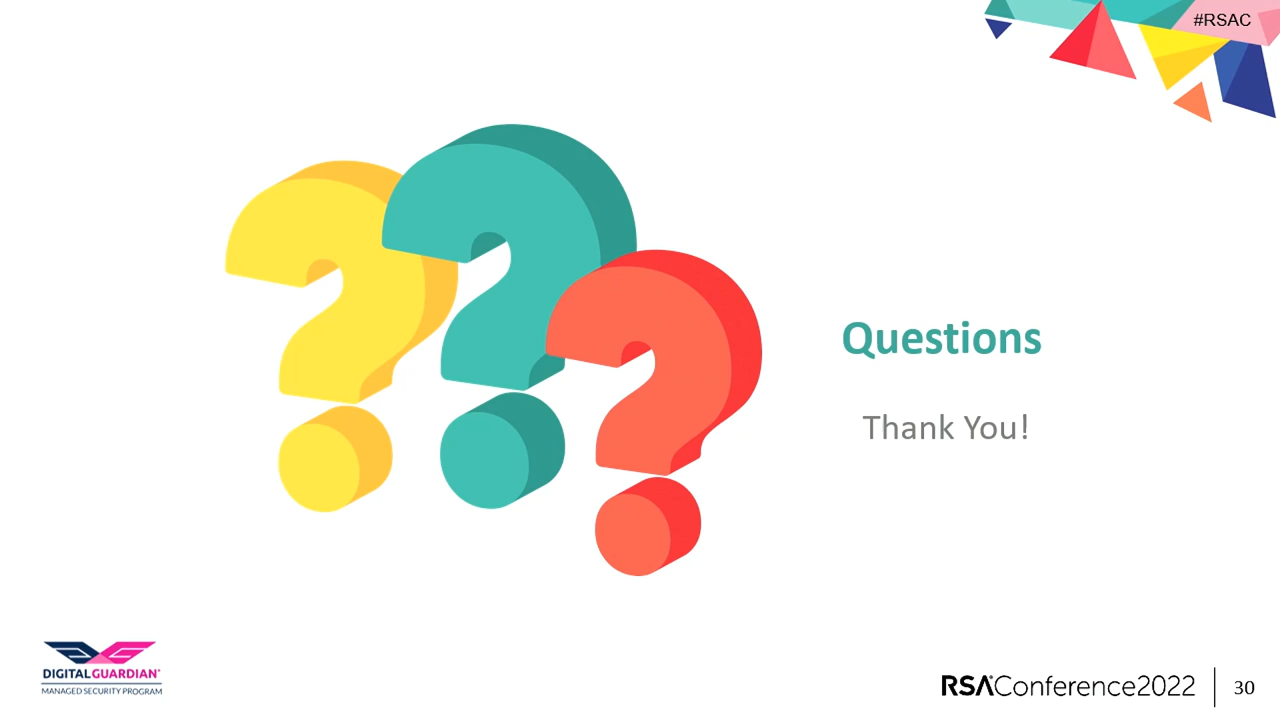 #RSAC
Questions
Thank You!
DIGITALGUARDIAN®
MANAGED SECURITY PROGRAM
RSAConference2022
30